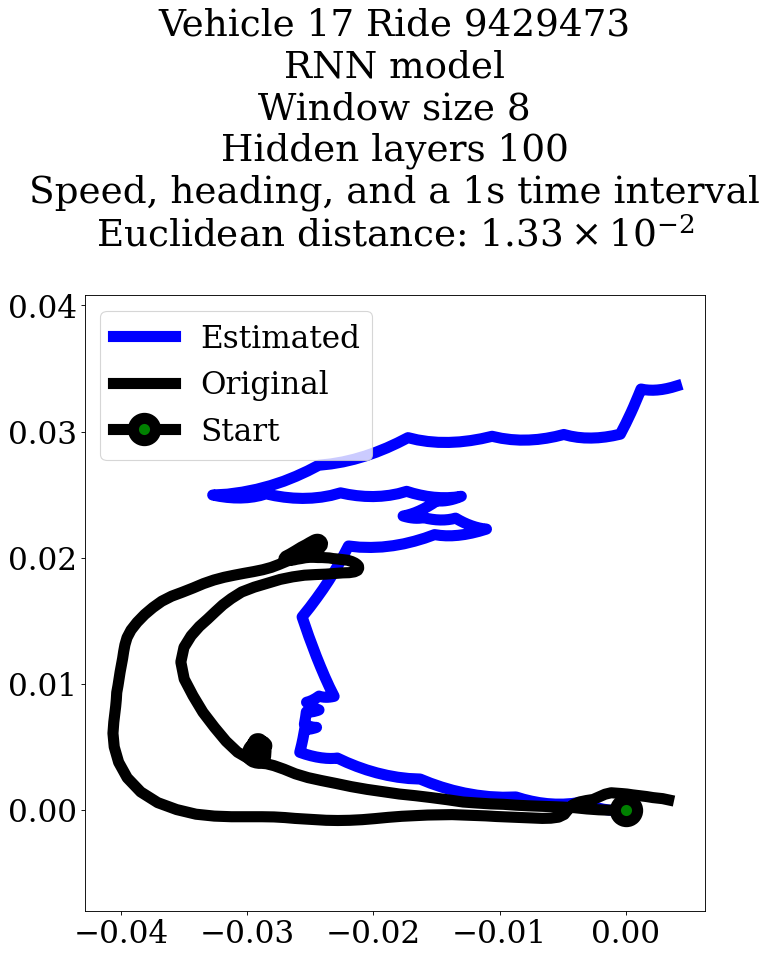 Vehicle 17 Ride 9429473
RNN model
Window size 8
Hidden layers 100
Speed, heading, and a 1s time interval
Euclidean distance: 1.33 × 10⁻²
0.04
Estimated
Original
Start
0.03
0.02
0.01
0.00
−0.04
−0.03
−0.02
−0.01
0.00